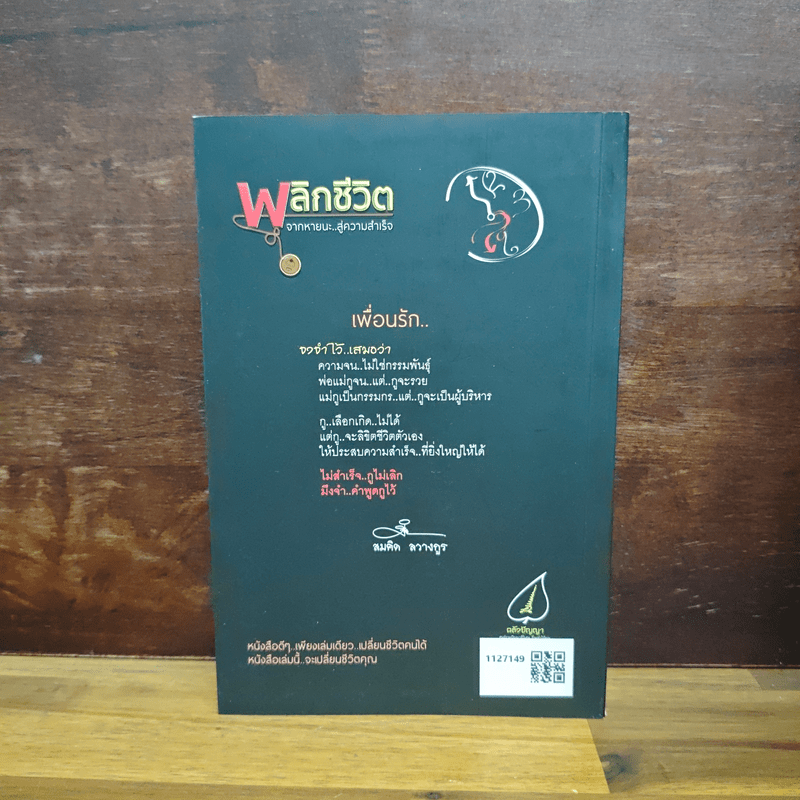 พลิกชีวิต
จากหายนะ..สู่ความสำเร็จ
เพื่อนรัก..
จงจำไว้..เสมอว่า
ความจน..ไม่ใช่กรรมพันธุ์
พ่อแม่กูจน..แต่..กูจะรวย
แม่กูเป็นกรรมกร..แต่..กูจะเป็นผู้บริหาร
กู..เลือกเกิด..ไม่ได้
แต่กู..จะลิขิตชีวิตตัวเอง
ให้ประสบความสำเร็จ..ที่ยิ่งใหญ่ให้ได้
ไม่สำเร็จ..กูไม่เลิก
มึงจำ..คำพูดกูไว้
สมคิด ลวางกูร
หนังสือดีๆ..เพียงเล่มเดียว..เปลี่ยนชีวิตคนได้
หนังสือเล่มนี้..จะเปลี่ยนชีวิตคุณ
ฉลัจปัญญา
1127149